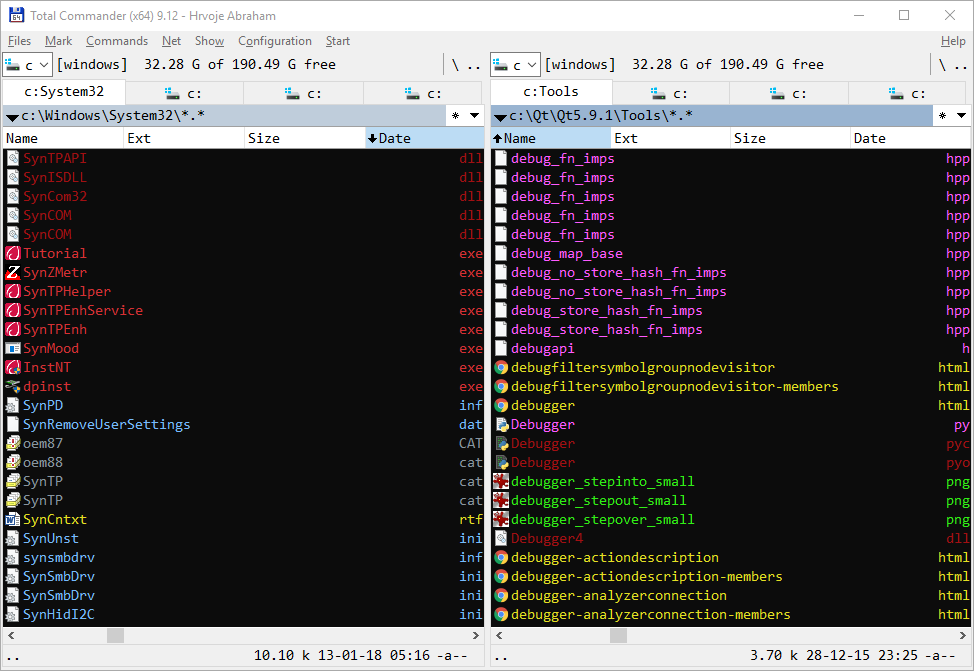 Total Commander (x64) 9.12 - Hrvoje Abraham
Files Mark Commands Net Show Configuration Start Help
c [windows] 32.28 G of 190.49 G free \ ..
c:System32 c: c: c:
c:\Windows\System32\*.* * 
Name Ext Size Date
SynTPAPI dll
SynISDLL dll
SynCom32 dll
SynCOM dll
SynCOM dll
Tutorial exe
SynZMetr exe
SynTPHelper exe
SynTPEnhService exe
SynTPEnh exe
SynMood exe
InstNT exe
dpinst exe
SynPD inf
SynRemoveUserSettings dat
oem87 CAT
oem88 cat
SynTP cat
SynTP cat
SynCntxt rtf
SynUnst ini
synsmbdrv inf
SynSmbDrv ini
SynSmbDrv ini
SynHidI2C ini
..
10.10 k 13-01-18 05:16 -a--
c [windows] 32.28 G of 190.49 G free \ ..
c:Tools c: c: c:
c:\Qt\Qt5.9.1\Tools\*.* *
Name Ext Size Date
debug_fn_imps hpp
debug_fn_imps hpp
debug_fn_imps hpp
debug_fn_imps hpp
debug_fn_imps hpp
debug_map_base hpp
debug_no_store_hash_fn_imps hpp
debug_no_store_hash_fn_imps hpp
debug_store_hash_fn_imps hpp
debug_store_hash_fn_imps hpp
debugapi h
debugfiltersymbolgroupnodevisitor html
debugfiltersymbolgroupnodevisitor-members html
debugger html
Debugger py
Debugger pyc
Debugger pyo
debugger_stepinto_small png
debugger_stepout_small png
debugger_stepover_small png
Debugger4 dll
debugger-actiondescription html
debugger-actiondescription-members html
debugger-analyzerconnection html
debugger-analyzerconnection-members html
..
3.70 k 28-12-15 23:25 -a--